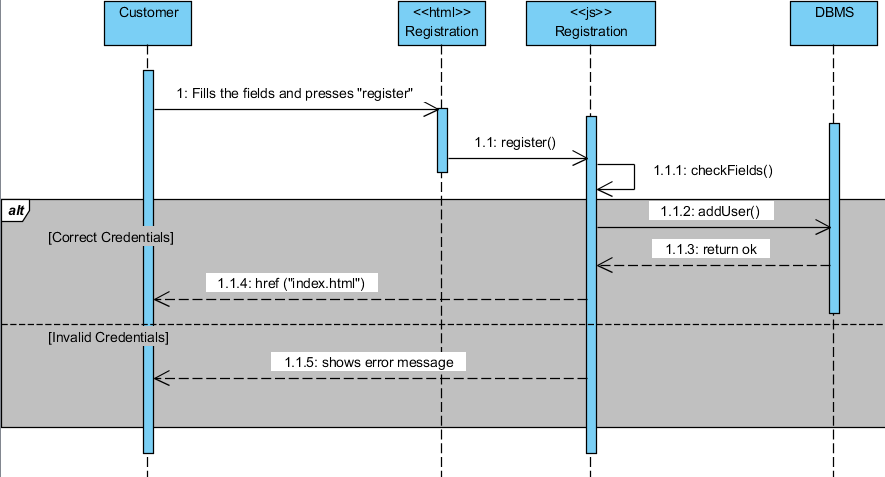 Customer
<<html>>
Registration
<<js>>
Registration
DBMS
1: Fills the fields and presses "register"
1.1: register()
1.1.1: checkFields()
alt
1.1.2: addUser()
[Correct Credentials]
1.1.3: return ok
1.1.4: href ("index.html")
[Invalid Credentials]
1.1.5: shows error message